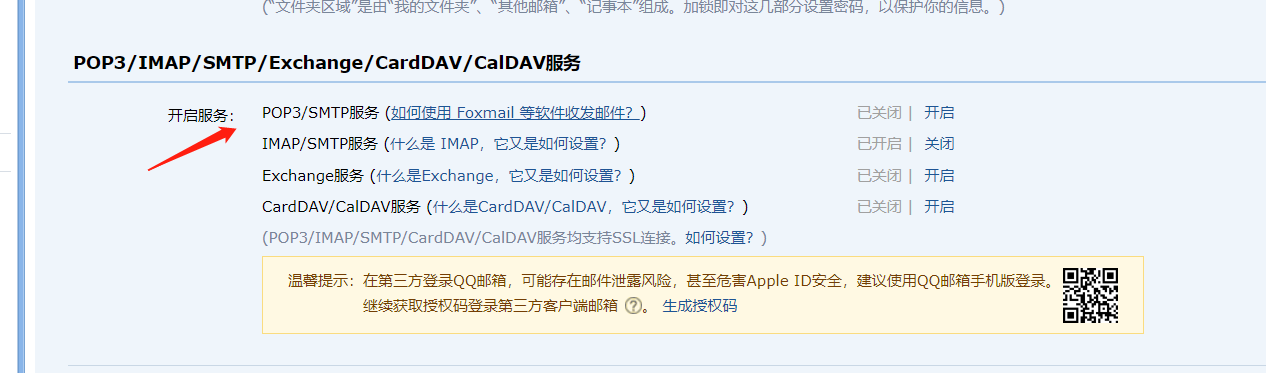 (“文件夹区域”是由“我的文件夹”、“其他邮箱”、“记事本”组成。加锁即对这几部分设置密码，以保护你的信息。)
POP3/IMAP/SMTP/Exchange/CardDAV/CalDAV服务
开启服务： POP3/SMTP服务 (如何使用 Foxmail 等软件收发邮件？) 已关闭 | 开启
IMAP/SMTP服务 (什么是 IMAP，它又是如何设置？) 已开启 | 关闭
Exchange服务 (什么是Exchange，它又是如何设置？) 已关闭 | 开启
CardDAV/CalDAV服务 (什么是CardDAV/CalDAV，它又是如何设置？) 已关闭 | 开启
(POP3/IMAP/SMTP/CardDAV/CalDAV服务均支持SSL连接。如何设置？)
温馨提示：在第三方登录QQ邮箱，可能存在邮件泄露风险，甚至危害Apple ID安全，建议使用QQ邮箱手机版登录。
继续获取授权码登录第三方客户端邮箱 ?。 生成授权码